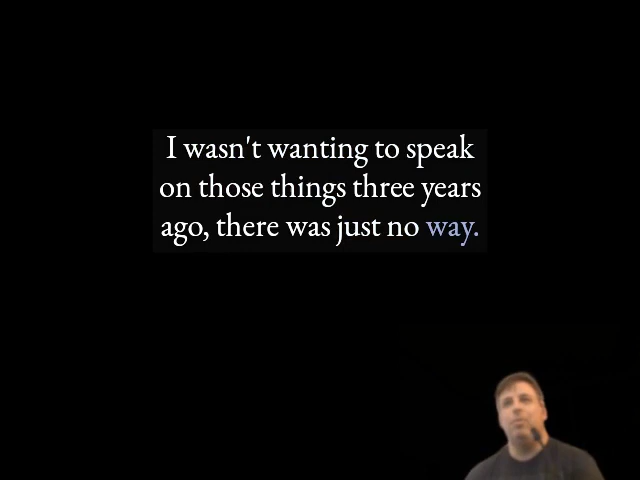 I wasn't wanting to speak
on those things three years
ago, there was just no way.